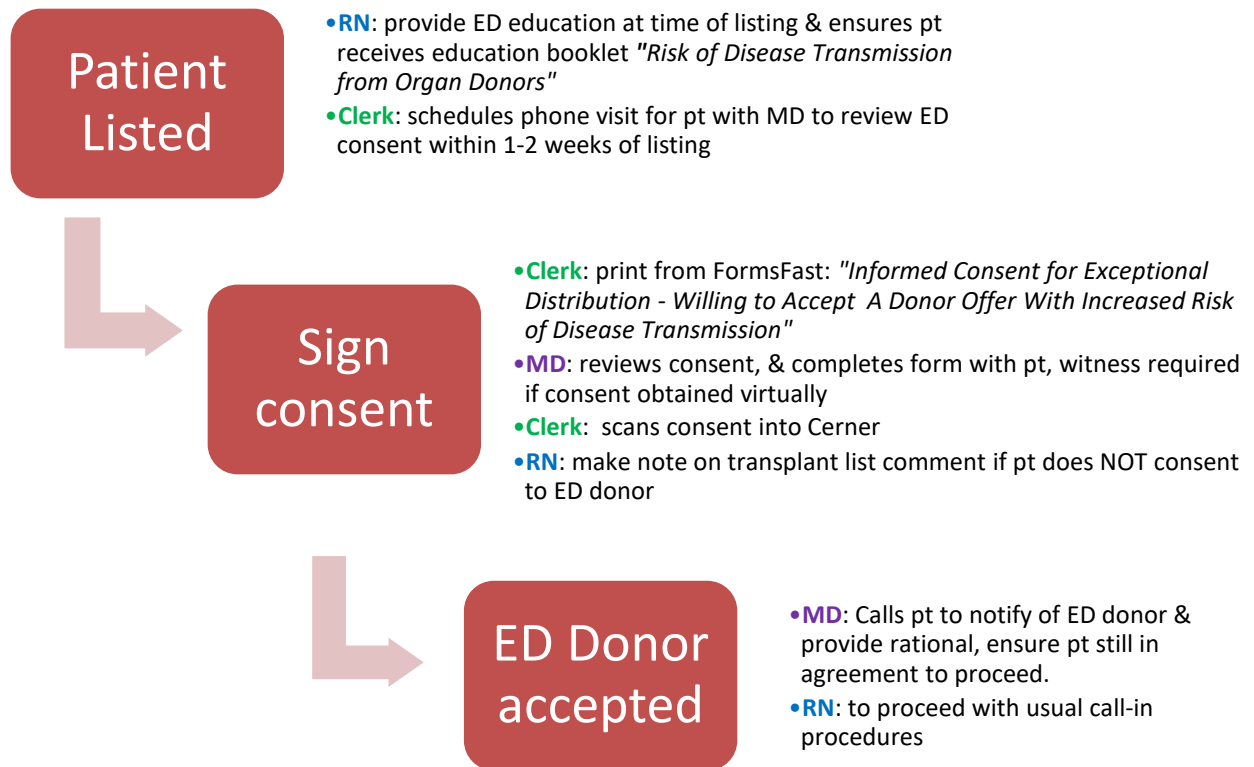 Patient
Listed
•RN: provide ED education at time of listing & ensures pt
receives education booklet "Risk of Disease Transmission
from Organ Donors"
•Clerk: schedules phone visit for pt with MD to review ED
consent within 1-2 weeks of listing
Sign
consent
•Clerk: print from FormsFast: "Informed Consent for Exceptional
Distribution - Willing to Accept A Donor Offer With Increased Risk
of Disease Transmission"
•MD: reviews consent, & completes form with pt, witness required
if consent obtained virtually
•Clerk: scans consent into Cerner
•RN: make note on transplant list comment if pt does NOT consent
to ED donor
ED Donor
accepted
•MD: Calls pt to notify of ED donor &
provide rational, ensure pt still in
agreement to proceed.
•RN: to proceed with usual call-in
procedures